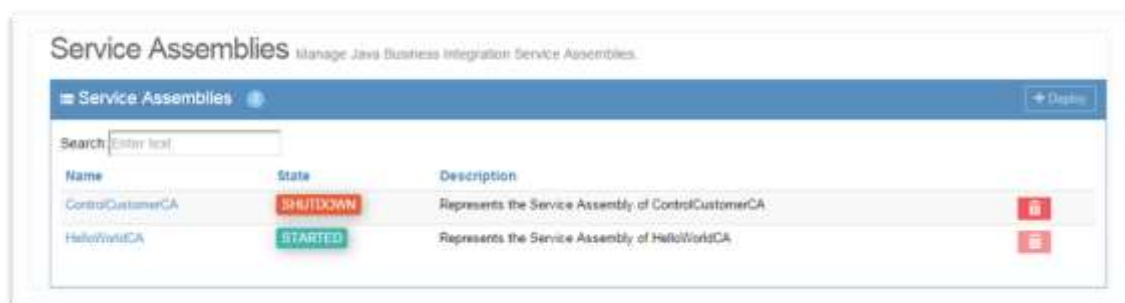 Service Assemblies Manage Java Business Integration Service Assemblies.
Service Assemblies
Deploy
Search: Enter text
Name State Description
ControlCustomerCA SHUTDOWN Represents the Service Assembly of ControlCustomerCA
HelloWorldCA STARTED Represents the Service Assembly of HelloWorldCA